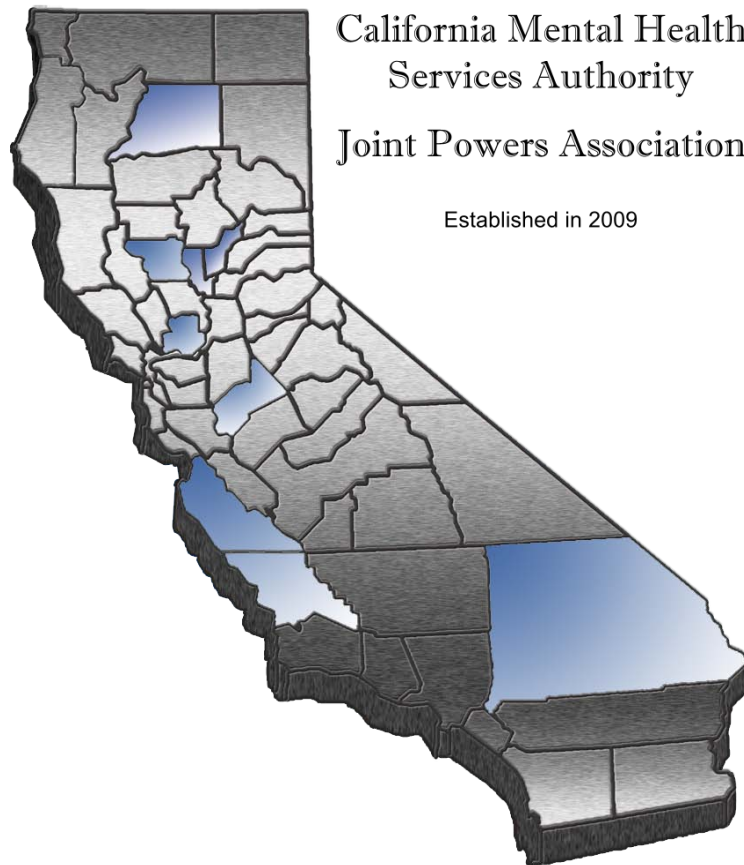 California Mental Health
Services Authority
Joint Powers Association
Established in 2009